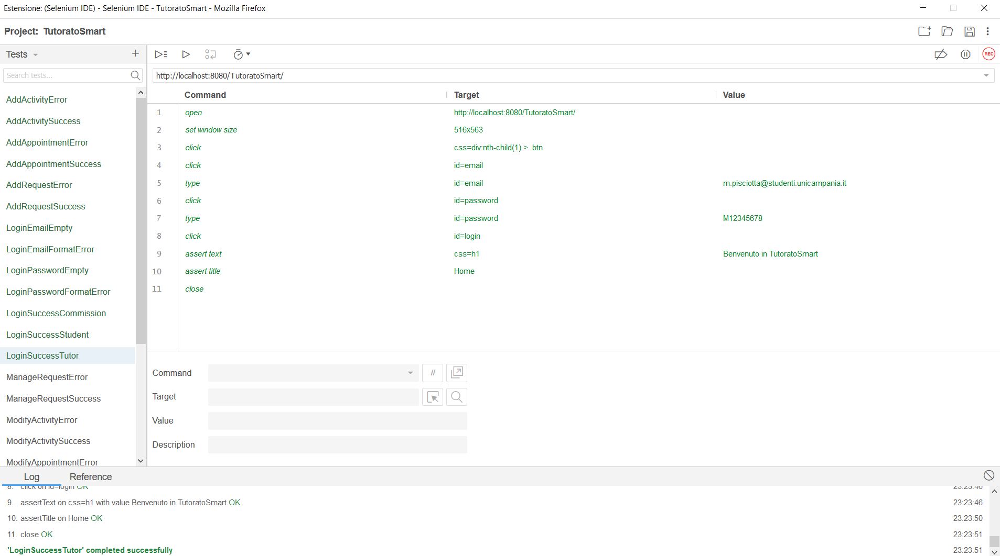 Estensione: (Selenium IDE) - Selenium IDE - TutoratoSmart - Mozilla Firefox
Project: TutoratoSmart
Tests
REC
Search tests...
http://localhost:8080/TutoratoSmart/
Command Target Value
AddActivityError
AddActivitySuccess
AddAppointmentError
AddAppointmentSuccess
AddRequestError
AddRequestSuccess
LoginEmailEmpty
LoginEmailFormatError
LoginPasswordEmpty
LoginPasswordFormatError
LoginSuccessCommission
LoginSuccessStudent
LoginSuccessTutor
ManageRequestError
ManageRequestSuccess
ModifyActivityError
ModifyActivitySuccess
ModifyAppointmentError
1 open http://localhost:8080/TutoratoSmart/
2 set window size 516x563
3 click css=div:nth-child(1) > .btn
4 click id=email
5 type id=email m.pisciotta@studenti.unicampania.it
6 click id=password
7 type id=password M12345678
8 click id=login
9 assert text css=h1 Benvenuto in TutoratoSmart
10 assert title Home
11 close
Command //
Target
Value
Description
Log Reference
8. click on id=login OK 23:23:46
9. assertText on css=h1 with value Benvenuto in TutoratoSmart OK 23:23:46
10. assertTitle on Home OK 23:23:50
11. close OK 23:23:51
'LoginSuccessTutor' completed successfully 23:23:51